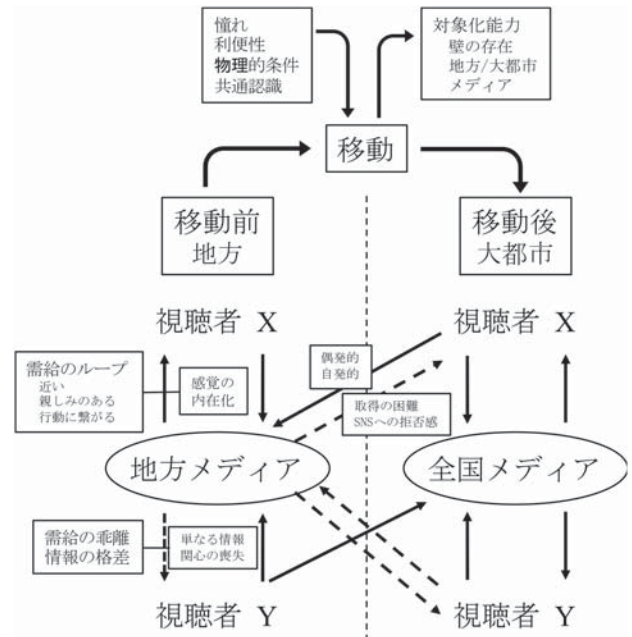 憧れ
利便性
物理的条件
共通認識
対象化能力
壁の存在
地方/大都市
メディア
移動
移動前
地方
移動後
大都市
視聴者 X
視聴者 X
需給のループ
近い
親しみのある
行動に繋がる
感覚の
内在化
偶発的
自発的
取得の困難
SNSへの拒否感
地方メディア
全国メディア
需給の乖離
情報の格差
単なる情報
関心の喪失
視聴者 Y
視聴者 Y